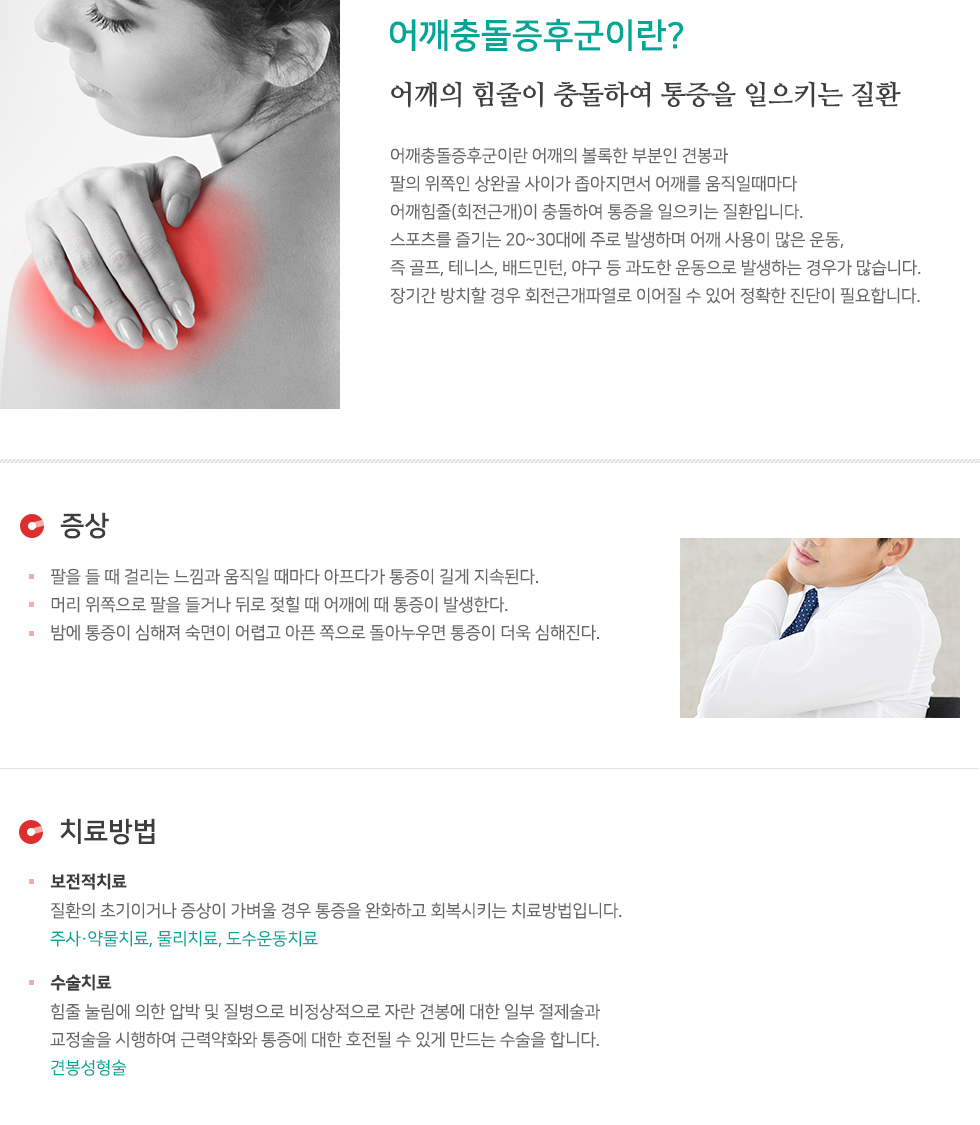 어깨충돌증후군이란?
어깨의 힘줄이 충돌하여 통증을 일으키는 질환
어깨충돌증후군이란 어깨의 볼록한 부분인 견봉과
팔의 위쪽인 상완골 사이가 좁아지면서 어깨를 움직일때마다
어깨힘줄(회전근개)이 충돌하여 통증을 일으키는 질환입니다.
스포츠를 즐기는 20~30대에 주로 발생하며 어깨 사용이 많은 운동,
즉 골프, 테니스, 배드민턴, 야구 등 과도한 운동으로 발생하는 경우가 많습니다.
장기간 방치할 경우 회전근개파열로 이어질 수 있어 정확한 진단이 필요합니다.
증상
팔을 들 때 걸리는 느낌과 움직일 때마다 아프다가 통증이 길게 지속된다.
머리 위쪽으로 팔을 들거나 뒤로 젖힐 때 어깨에 때 통증이 발생한다.
밤에 통증이 심해져 숙면이 어렵고 아픈 쪽으로 돌아누우면 통증이 더욱 심해진다.
치료방법
보전적치료
질환의 초기이거나 증상이 가벼울 경우 통증을 완화하고 회복시키는 치료방법입니다.
주사·약물치료, 물리치료, 도수운동치료
수술치료
힘줄 눌림에 의한 압박 및 질병으로 비정상적으로 자란 견봉에 대한 일부 절제술과
교정술을 시행하여 근력약화와 통증에 대한 호전될 수 있게 만드는 수술을 합니다.
견봉성형술